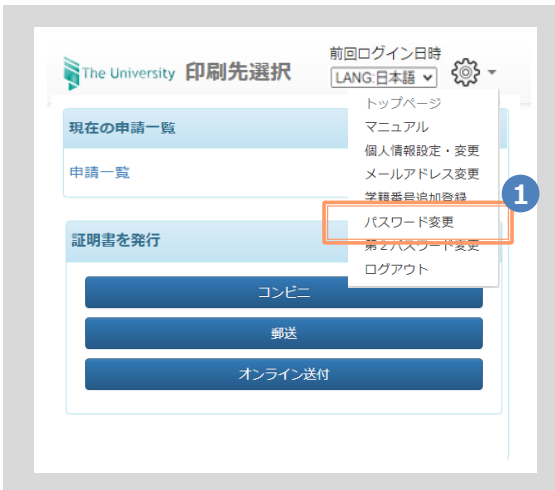 前回ログイン日時
The University 印刷先選択
LANG:日本語
トップページ
現在の申請一覧
マニュアル
個人情報設定・変更
申請一覧
メールアドレス変更
学籍番号追加登録
1
パスワード変更
証明書を発行
第2パスワード変更
ログアウト
コンビニ
郵送
オンライン送付